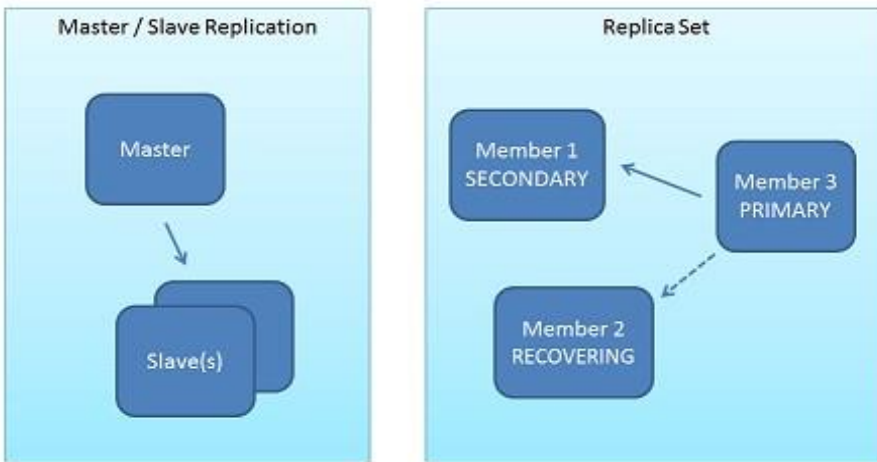 Master / Slave Replication
Master
Slave(s)
Replica Set
Member 1
SECONDARY
Member 3
PRIMARY
Member 2
RECOVERING